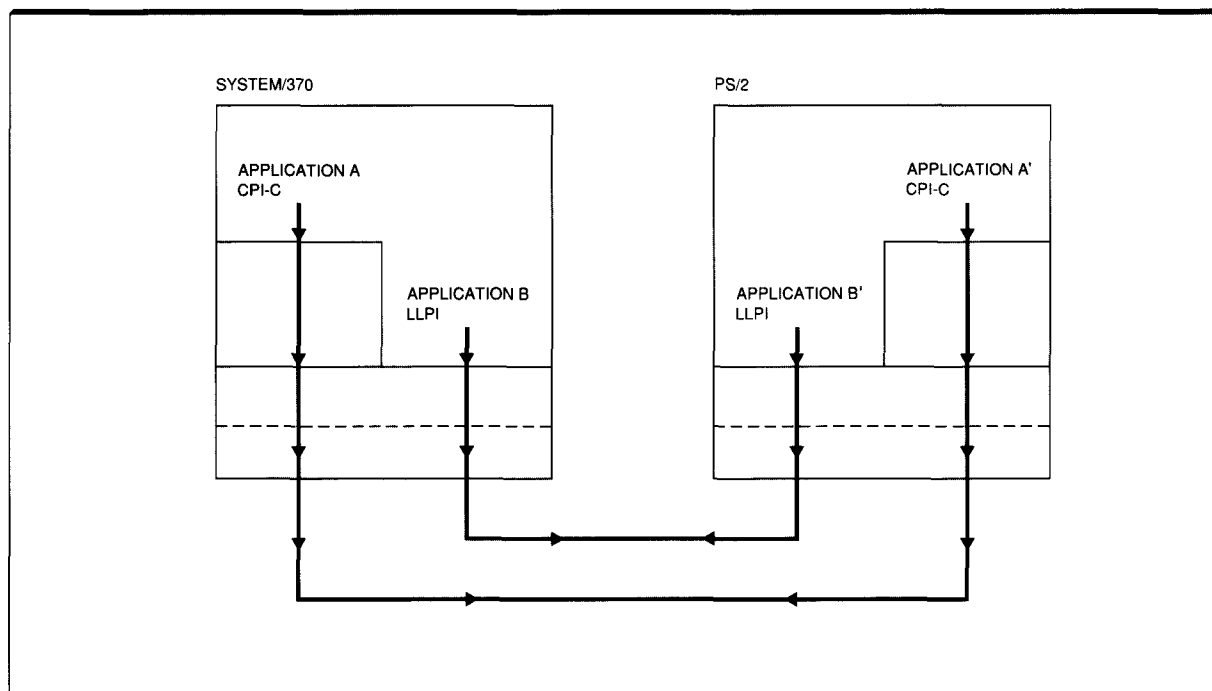 SYSTEM/370
PS/2
APPLICATION A
CPI-C
APPLICATION A'
CPI-C
APPLICATION B
LLPI
APPLICATION B'
LLPI